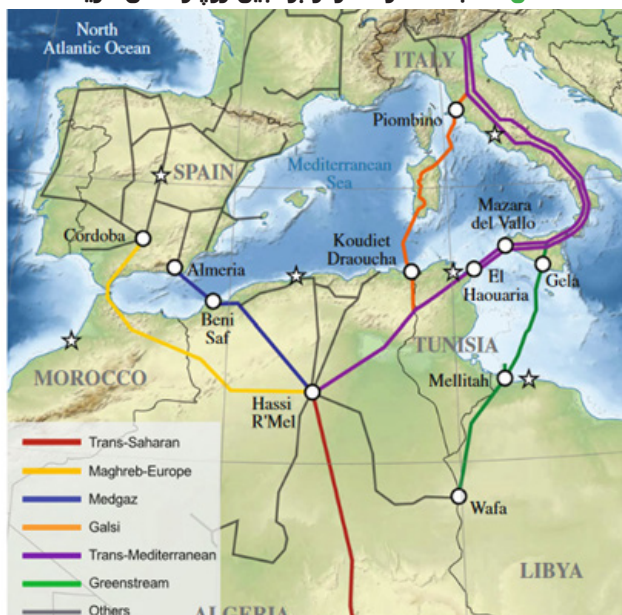 North
Atlantic Ocean
ITALY
Piombino
SPAIN
Mediterranean
Sea
Mazara
del Vallo
Cordoba
Koudiet
Draoucha
Almeria
El
Haouaria
Gela
Beni
Saf
TUNISIA
MOROCCO
Mellitah
Hassi
R'Mel
Trans-Saharan
Maghreb-Europe
Medgaz
Wafa
Galsi
Trans-Mediterranean
Greenstream
LIBYA
Others
ALGERIA